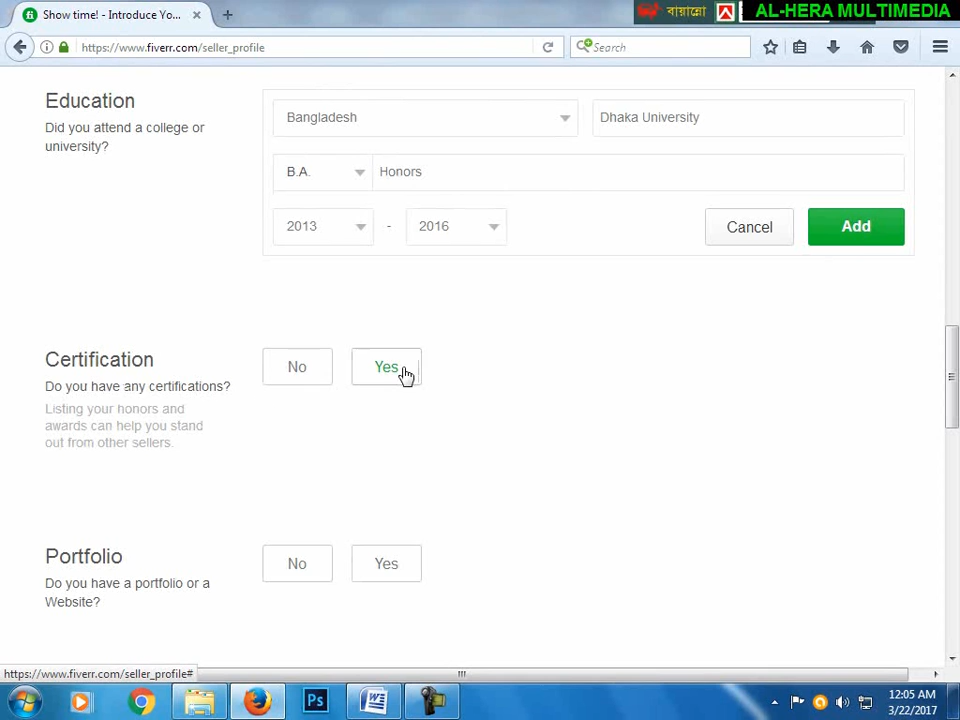 Show time! - Introduce Yo...
বায়ান্নো
AL-HERA MULTIMEDIA
https://www.fiverr.com/seller_profile
Search
Education
Did you attend a college or
university?
Bangladesh
Dhaka University
B.A.
Honors
2013
-
2016
Cancel
Add
Certification
Do you have any certifications?
Listing your honors and
awards can help you stand
out from other sellers.
No
Yes
Portfolio
Do you have a portfolio or a
Website?
No
Yes
https://www.fiverr.com/seller_profile#
Ps
12:05 AM
3/22/2017